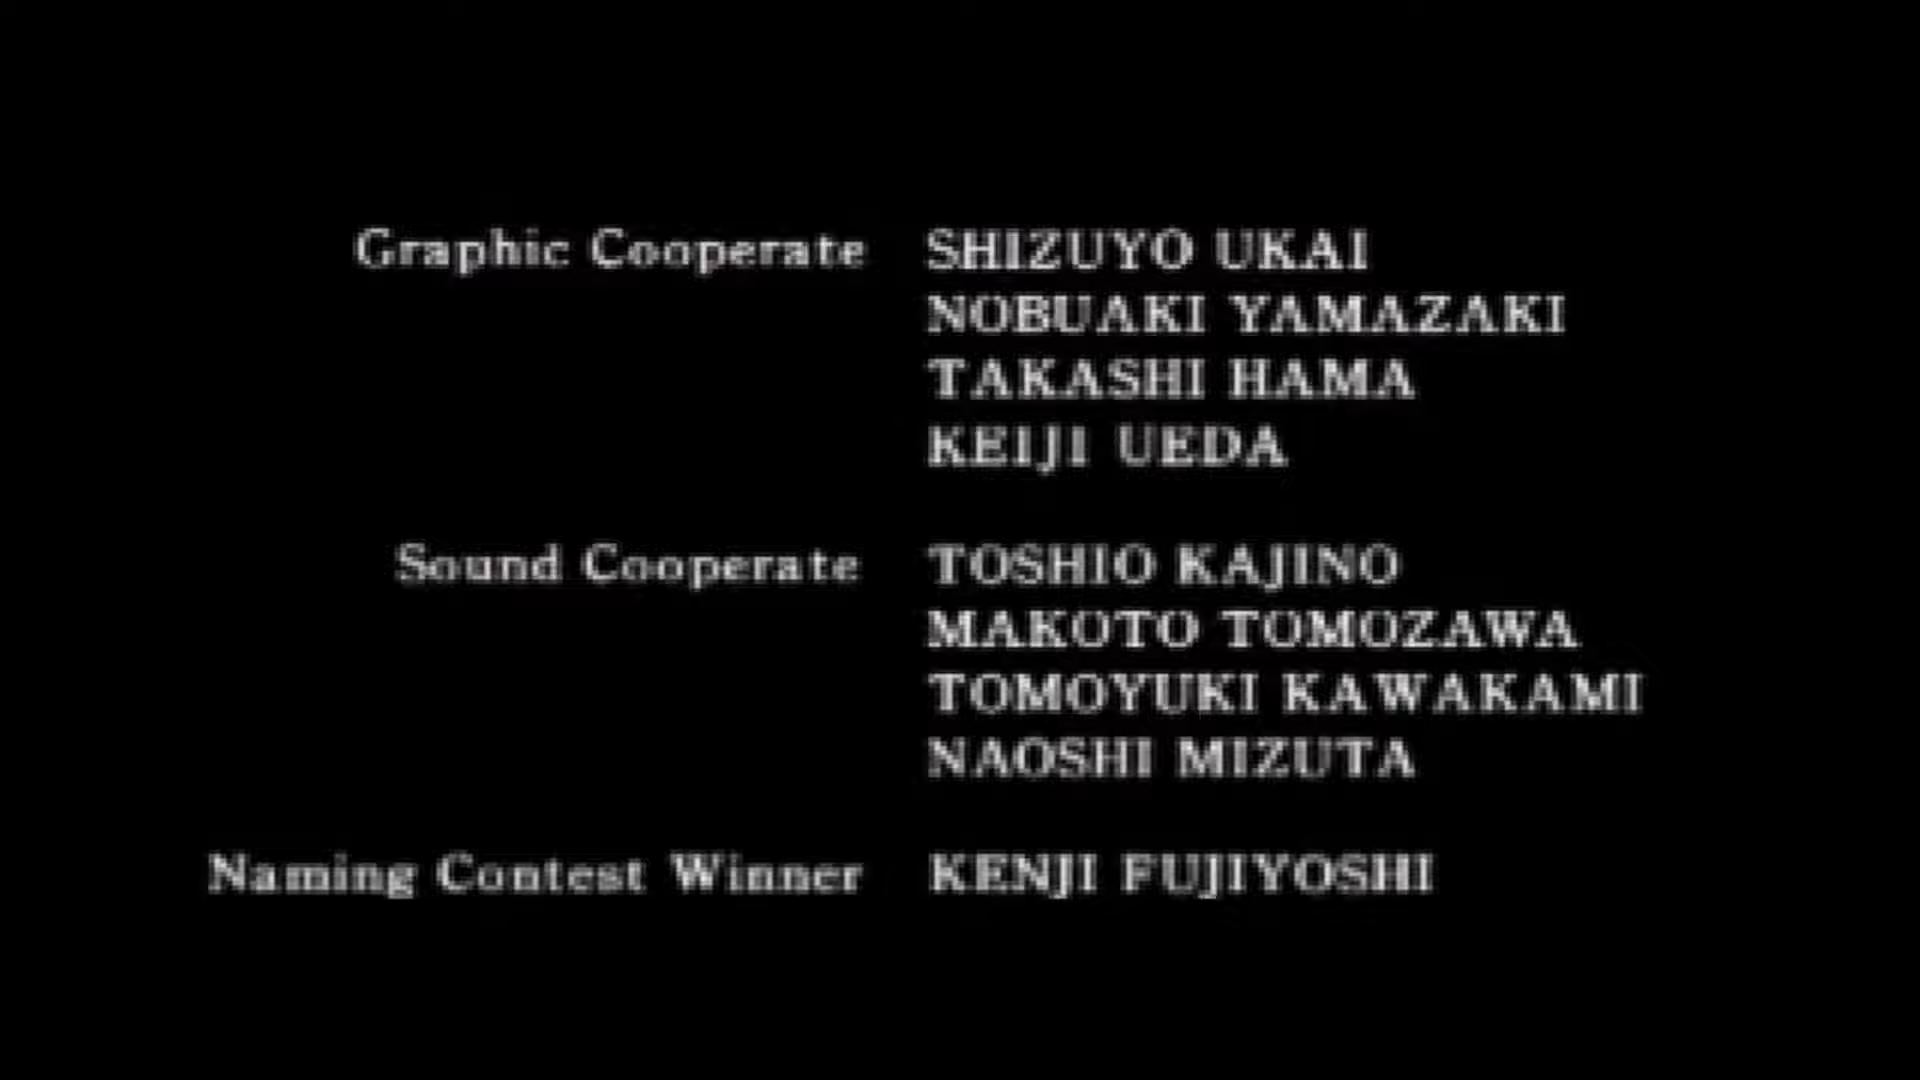 Graphic Cooperate SHIZUYO UKAI
NOBUAKI YAMAZAKI
TAKASHI HAMA
KEIJI UEDA
Sound Cooperate TOSHIO KAJINO
MAKOTO TOMOZAWA
TOMOYUKI KAWAKAMI
NAOSHI MIZUTA
Naming Contest Winner KENJI FUJIYOSHI